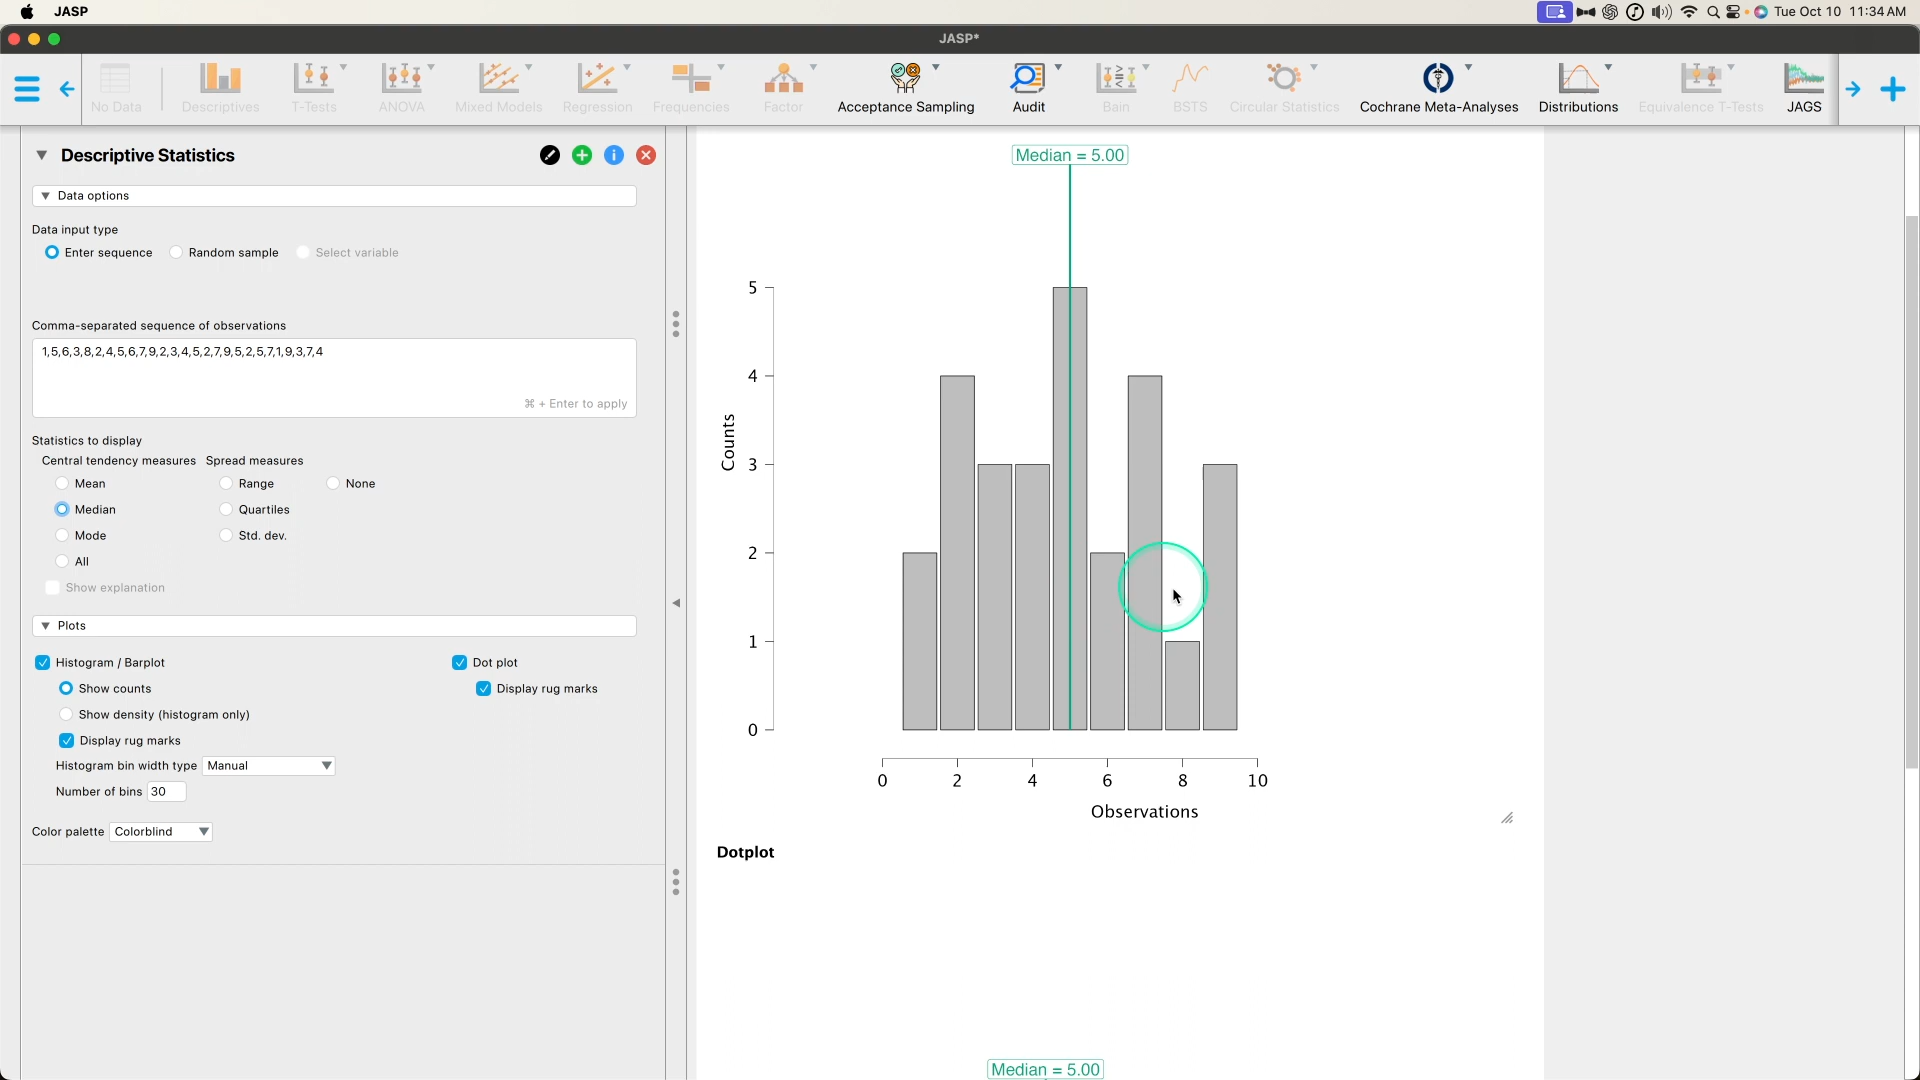 JASP
Tue Oct 10 11:34 AM
JASP*
No Data
Descriptives
T-Tests
ANOVA
Mixed Models
Regression
Frequencies
Factor
Acceptance Sampling
Audit
Bain
BSTS
Circular Statistics
Cochrane Meta-Analyses
Distributions
Equivalence T-Tests
JAGS
Descriptive Statistics
Data options
Data input type
Enter sequence
Random sample
Select variable
Comma-separated sequence of observations
1,5,6,3,8,2,4,5,6,7,9,2,3,4,5,2,7,9,5,2,5,7,1,9,3,7,4
⌘ + Enter to apply
Statistics to display
Central tendency measures Spread measures
Mean
Range
None
Median
Quartiles
Mode
Std. dev.
All
Show explanation
Plots
Histogram / Barplot
Dot plot
Show counts
Display rug marks
Show density (histogram only)
Display rug marks
Histogram bin width type Manual
Number of bins 30
Color palette Colorblind
Median = 5.00
5
4
3
2
1
0
Counts
0 2 4 6 8 10
Observations
Dotplot
Median = 5.00